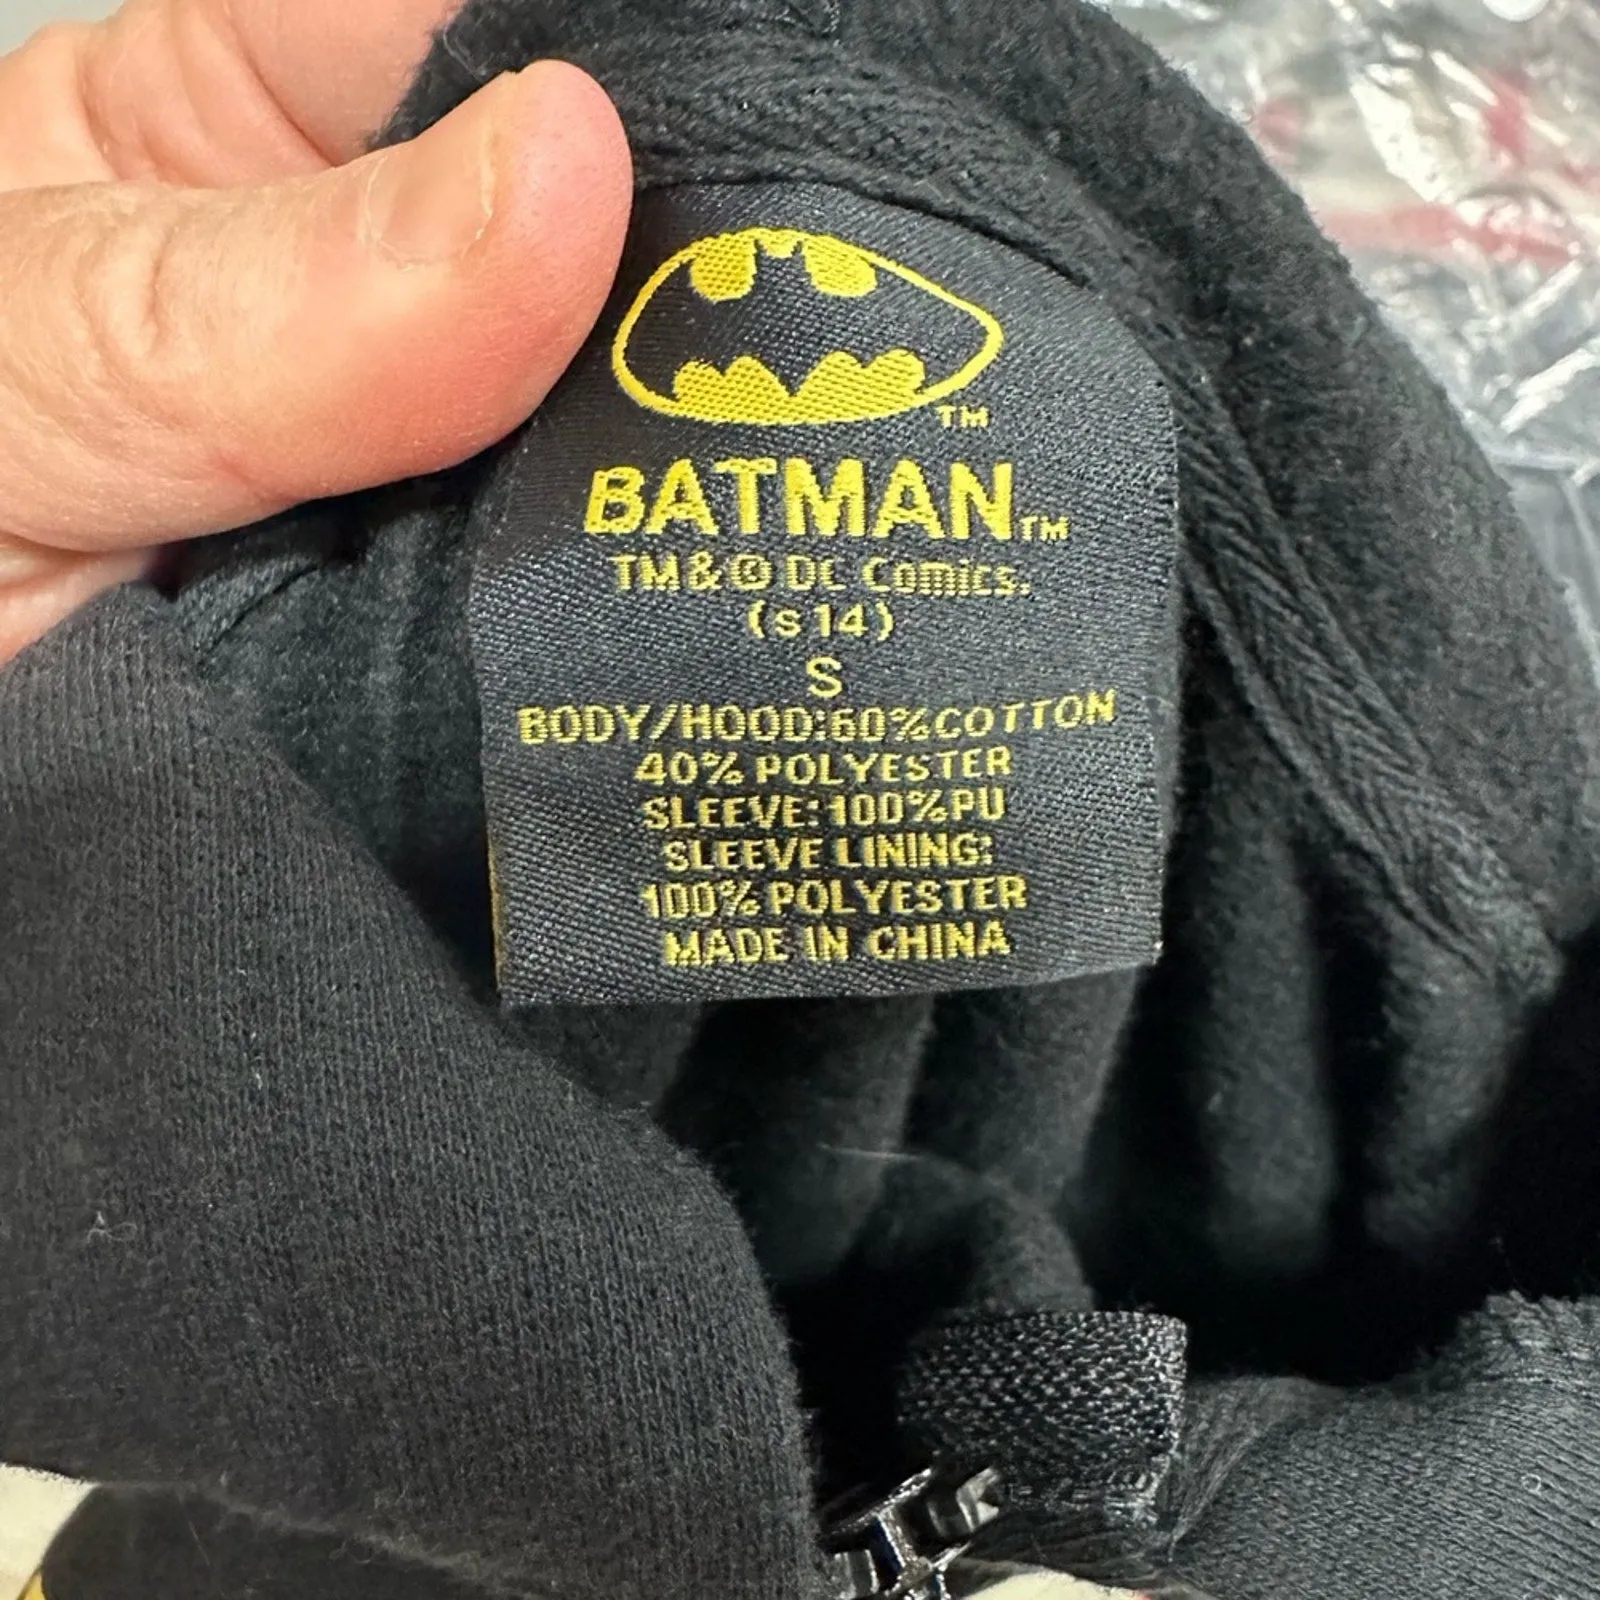 TM
BATMAN TM
TM & © DC Comics.
(s14)
S
BODY/HOOD:60%COTTON
40% POLYESTER
SLEEVE:100%PU
SLEEVE LINING:
100% POLYESTER
MADE IN CHINA